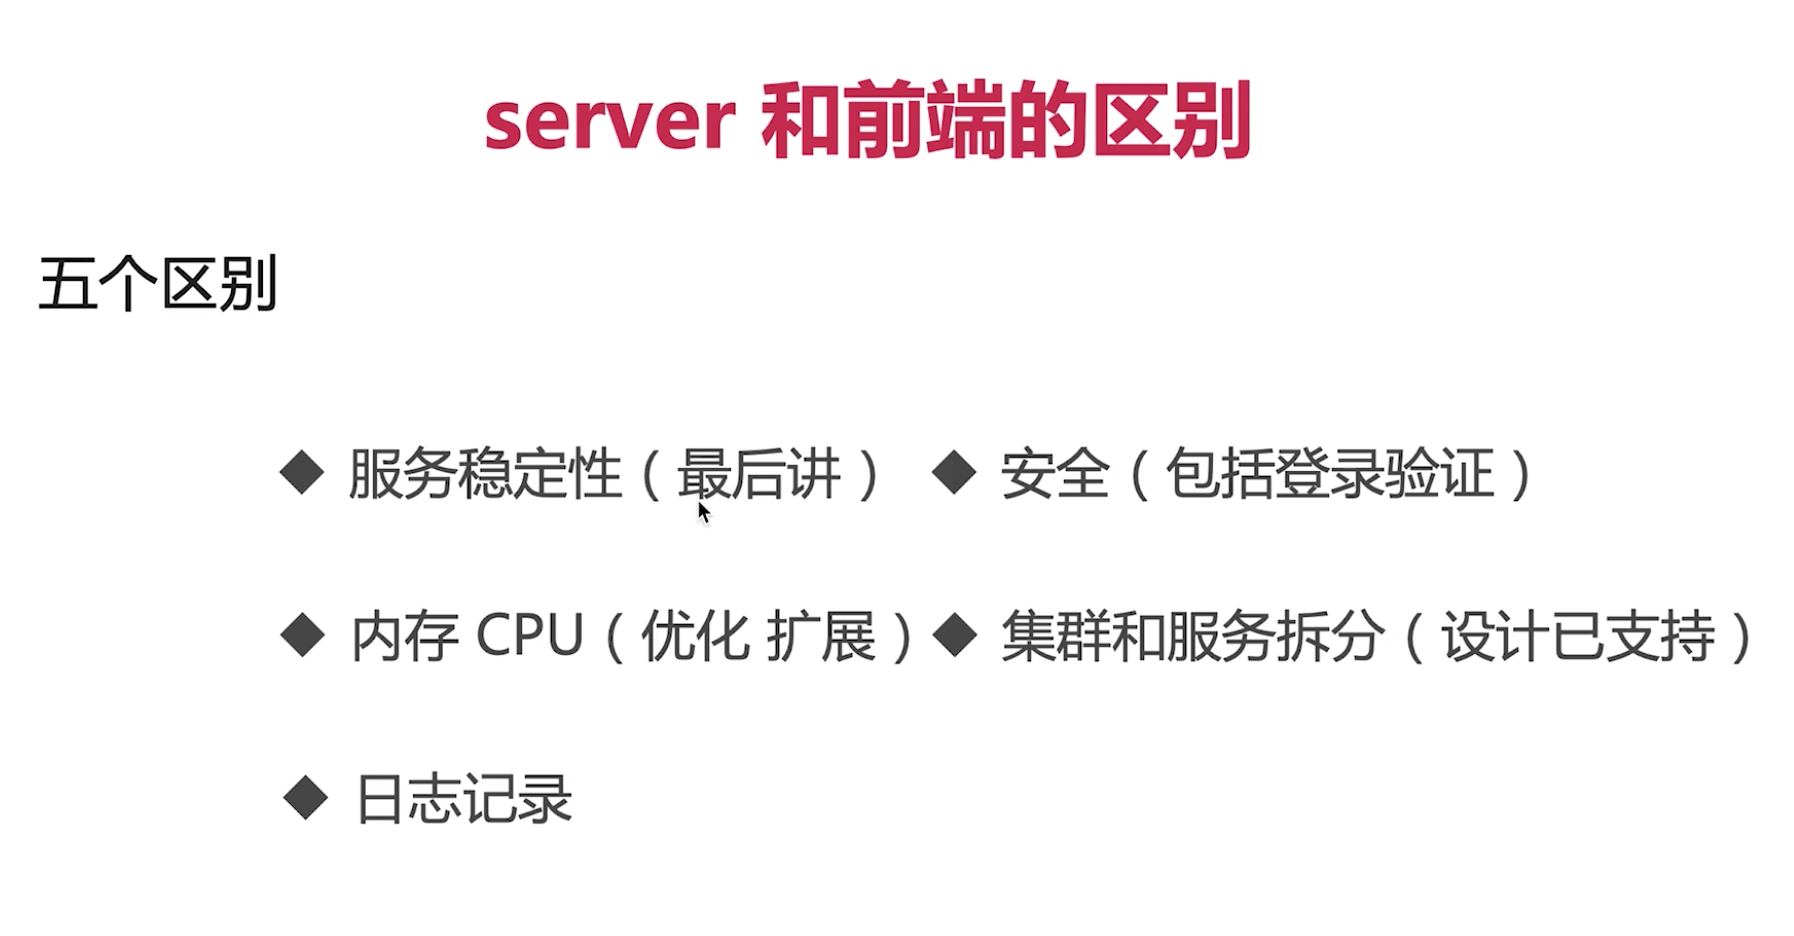 server 和前端的区别
五个区别
◆ 服务稳定性（最后讲） ◆ 安全（包括登录验证）
◆ 内存 CPU（优化 扩展） ◆ 集群和服务拆分（设计已支持）
◆ 日志记录